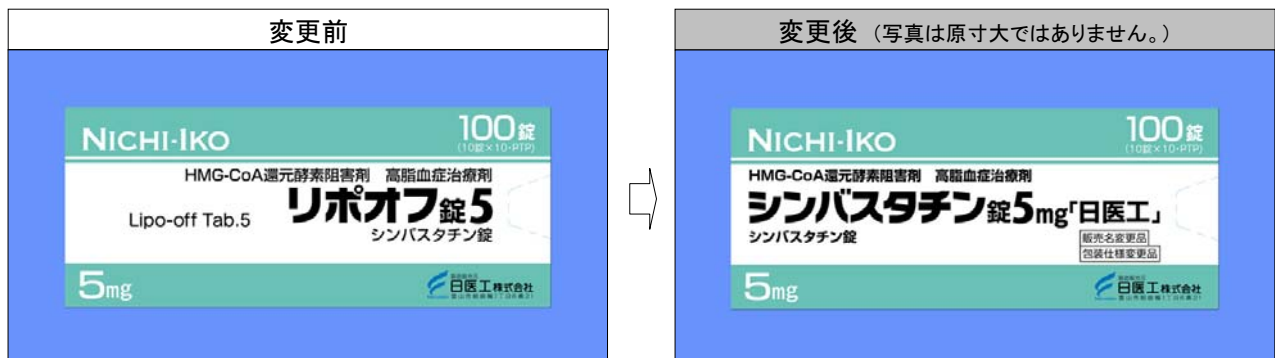 変更前
NICHI-IKO
100錠
(10錠×10・PTP)
HMG-CoA還元酵素阻害剤 高脂血症治療剤
Lipo-off Tab.5
リポオフ錠5
シンバスタチン錠
5mg
日医工株式会社
変更後 (写真は原寸大ではありません。)
NICHI-IKO
100錠
(10錠×10・PTP)
HMG-CoA還元酵素阻害剤 高脂血症治療剤
シンバスタチン錠5mg「日医工」
シンバスタチン錠
販売名変更品
包装仕様変更品
5mg
日医工株式会社